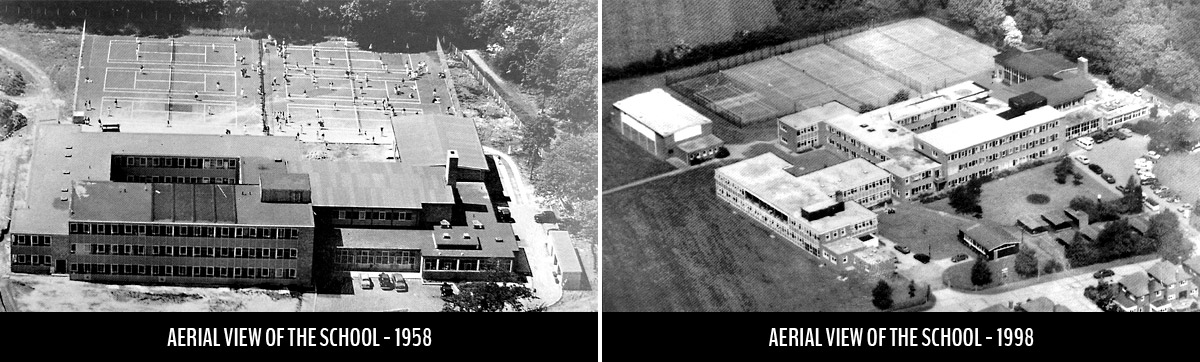 AERIAL VIEW OF THE SCHOOL - 1958
AERIAL VIEW OF THE SCHOOL - 1998